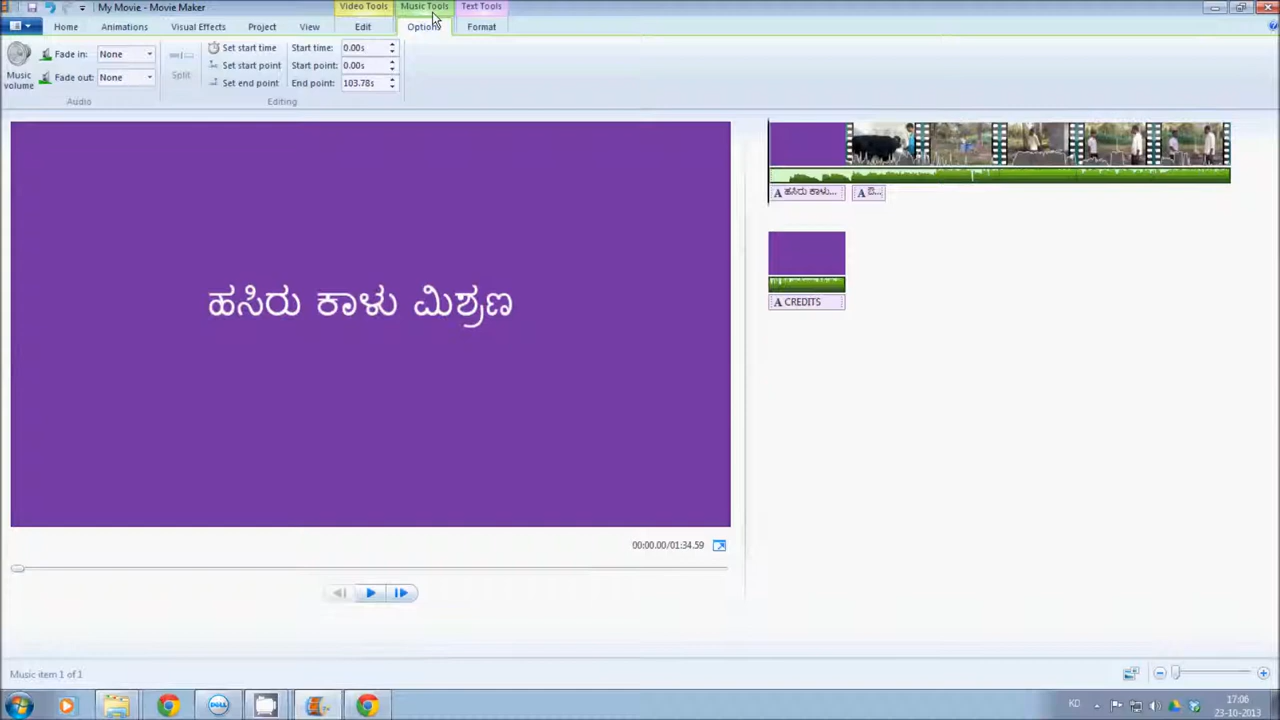 My Movie - Movie Maker
Video Tools
Music Tools
Text Tools
Home
Animations
Visual Effects
Project
View
Edit
Options
Format
Music volume
Fade in: None
Fade out: None
Audio
Split
Set start time
Set start point
Set end point
Start time: 0.00s
Start point: 0.00s
End point: 103.78s
Editing
ಹಸಿರು ಕಾಳು ಮಿಶ್ರಣ
A ಹಸಿರು ಕಾಳು...
A ಔ...
A CREDITS
00:00.00/01:34.59
Music item 1 of 1
DELL
KD
17:06
23-10-2013